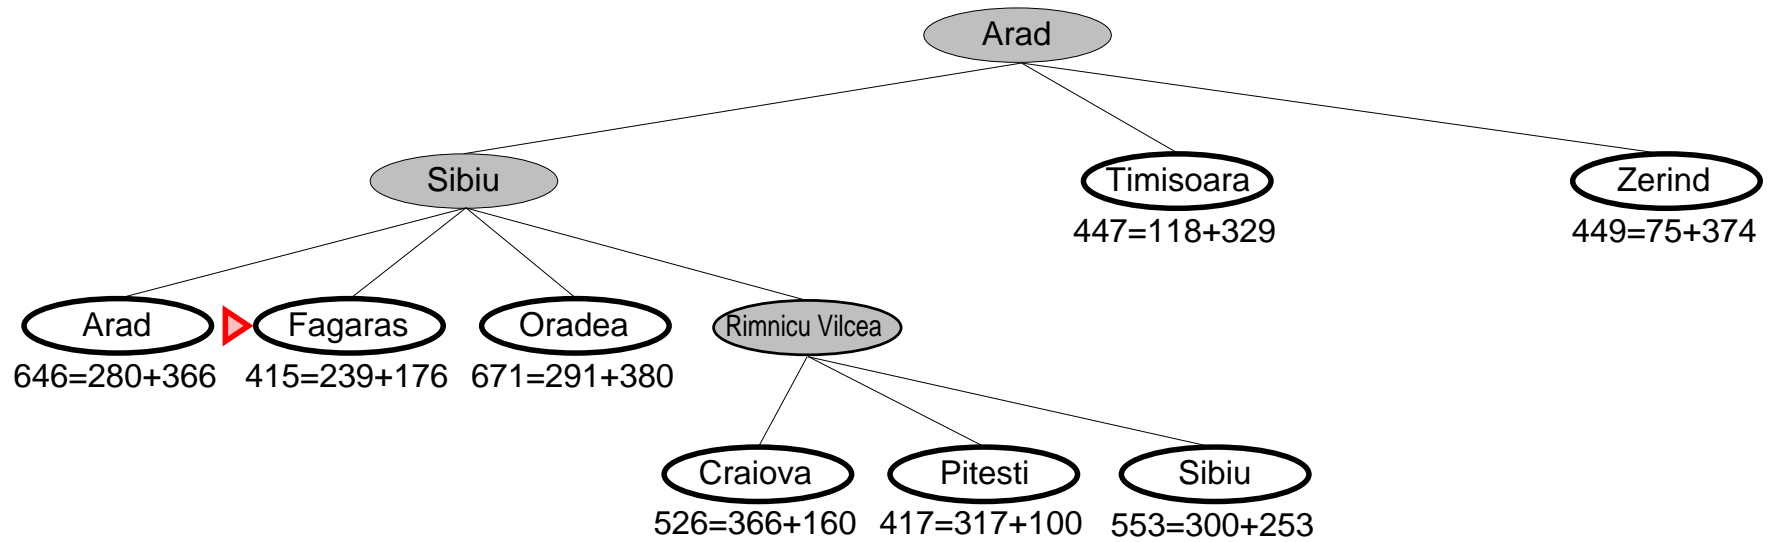 Arad
Sibiu
Timisoara
Zerind
447=118+329
449=75+374
Arad
Fagaras
Oradea
Rimnicu Vilcea
646=280+366
415=239+176
671=291+380
Craiova
Pitesti
Sibiu
526=366+160
417=317+100
553=300+253